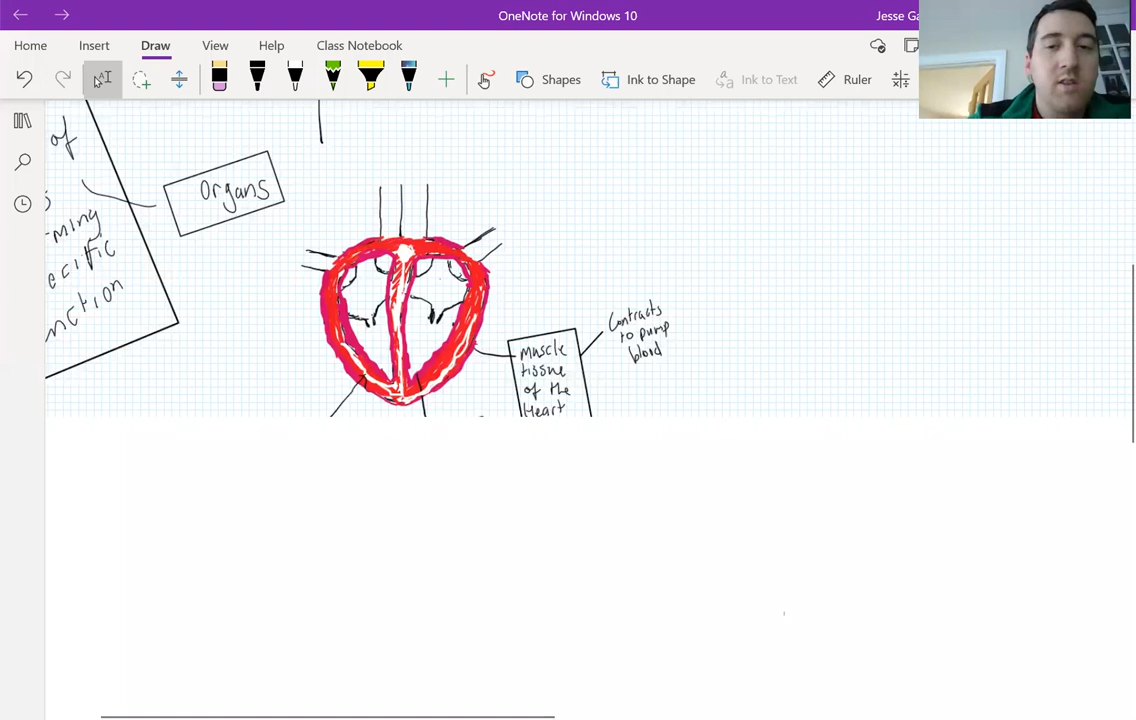 OneNote for Windows 10
Jesse Ga
Home Insert Draw View Help Class Notebook
Shapes Ink to Shape Ink to Text Ruler
of
Organs
ming
ecific
nction
Contracts
to pump
blood
muscle
tissue
of the
Heart